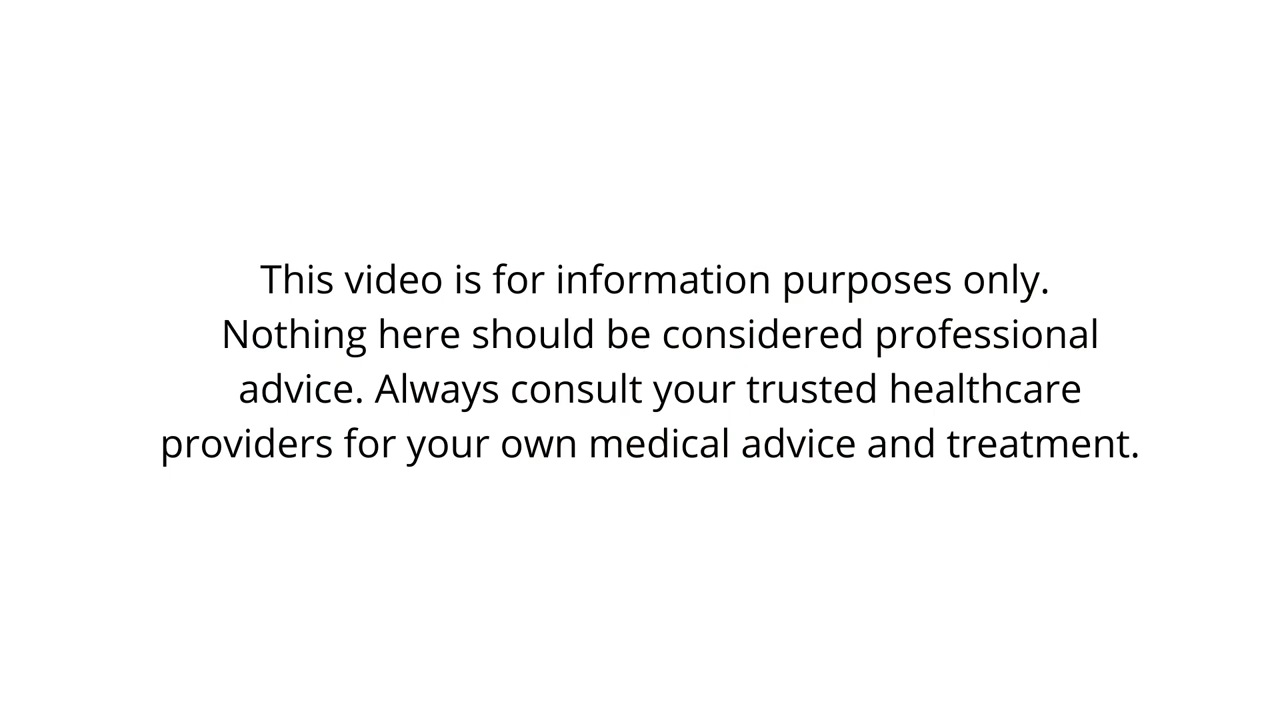 This video is for information purposes only.
Nothing here should be considered professional
advice. Always consult your trusted healthcare
providers for your own medical advice and treatment.